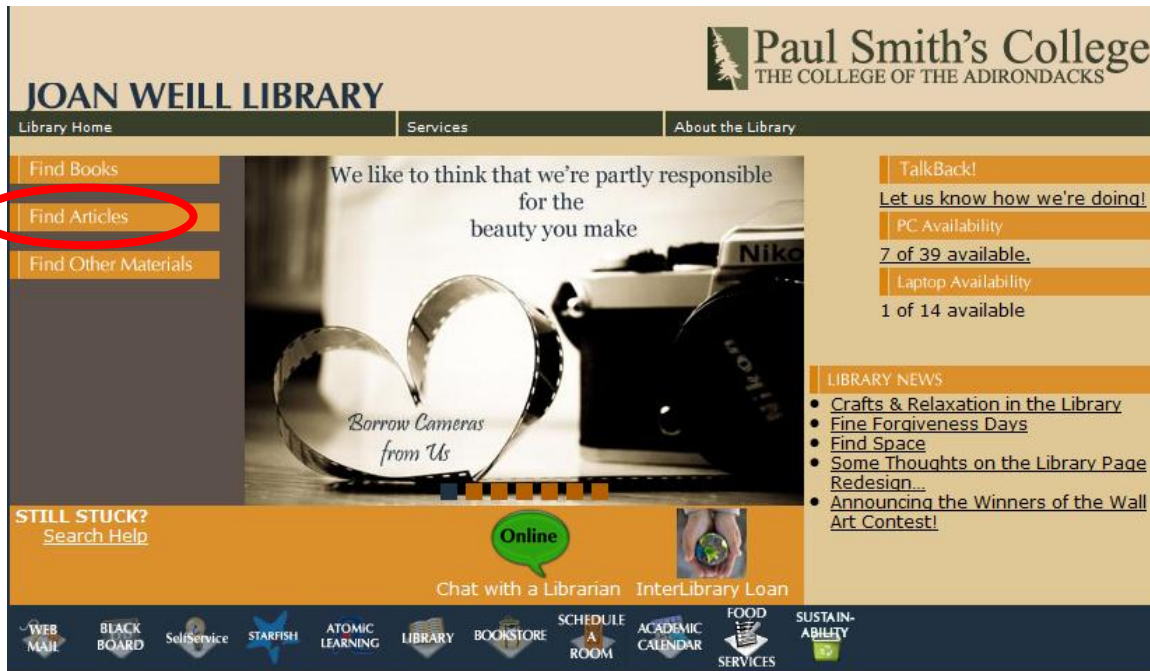 Paul Smith's College
THE COLLEGE OF THE ADIRONDACKS
JOAN WEILL LIBRARY
Library Home
Services
About the Library
Find Books
Find Articles
Find Other Materials
We like to think that we're partly responsible
for the
beauty you make
Niko
Nikon
Borrow Cameras
from Us
TalkBack!
Let us know how we're doing!
PC Availability
7 of 39 available.
Laptop Availability
1 of 14 available
LIBRARY NEWS
Crafts & Relaxation in the Library
Fine Forgiveness Days
Find Space
Some Thoughts on the Library Page
Redesign...
Announcing the Winners of the Wall
Art Contest!
STILL STUCK?
Search Help
Online
Chat with a Librarian
InterLibrary Loan
WEB
MAIL
BLACK
BOARD
SelfService
STARFISH
ATOMIC
LEARNING
LIBRARY
BOOKSTORE
SCHEDULE
A
ROOM
ACADEMIC
CALENDAR
FOOD
SERVICES
SUSTAIN-
ABILITY